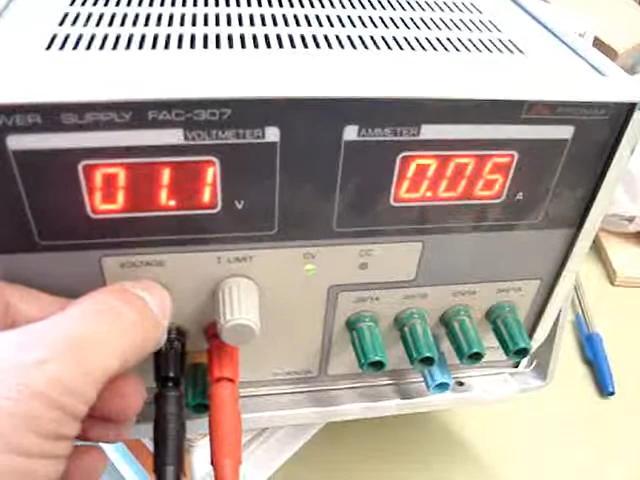 WER SUPPLY FAC-307
VOLTMETER
AMMETER
01.1 V
0.06 A
VOLTAGE
I LIMIT
CV
CC